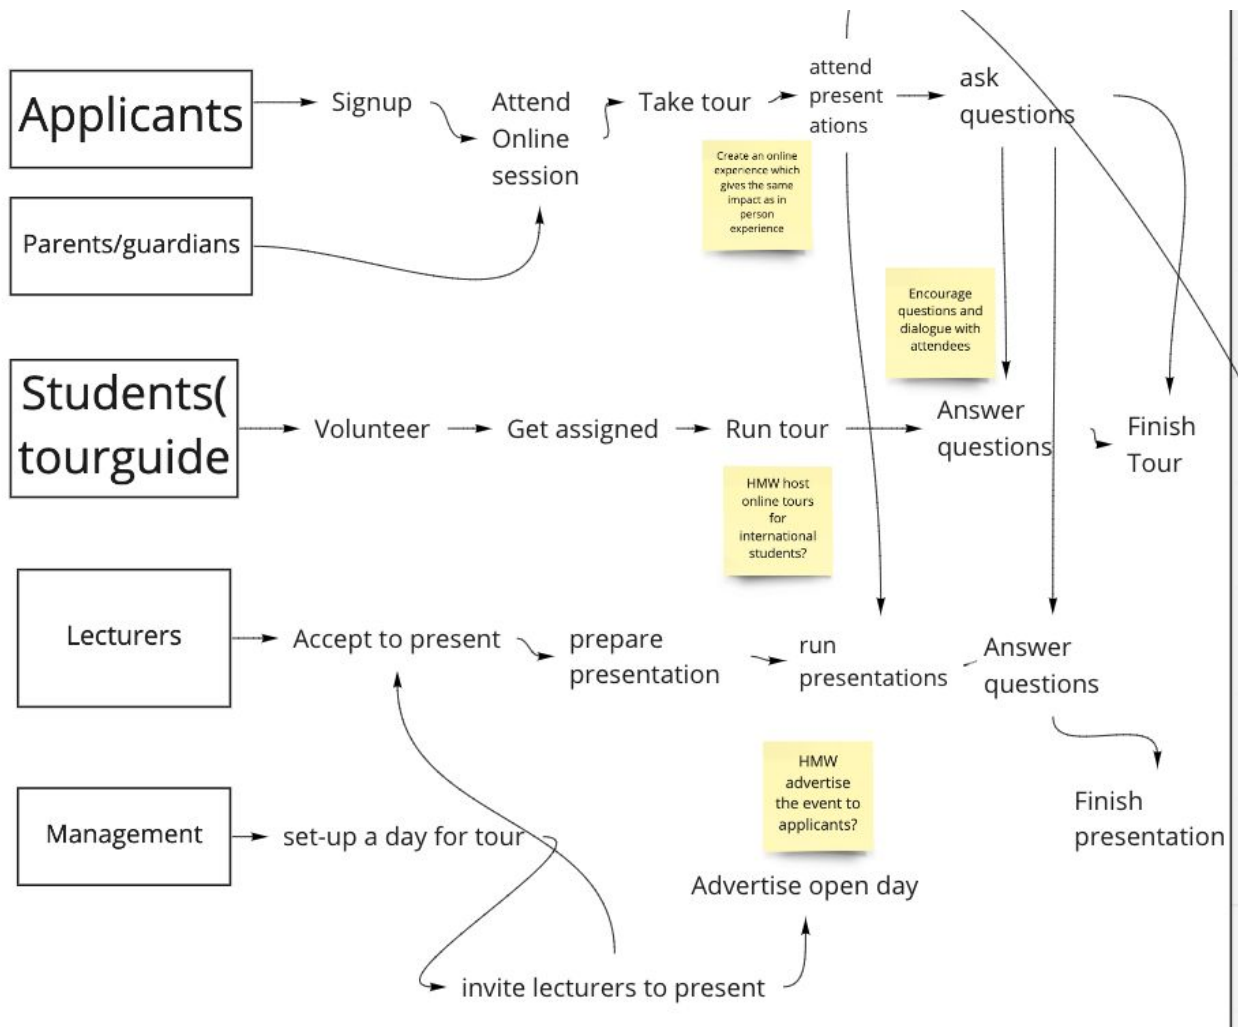 Applicants
Signup
Attend
Online
session
Take tour
attend
present
ations
ask
questions
Create an online
experience which
gives the same
impact as in
person
experience
Parents/guardians
Encourage
questions and
dialogue with
attendees
Students(
tourguide
Volunteer
Get assigned
Run tour
Answer
questions
Finish
Tour
HMW host
online tours
for
international
students?
Lecturers
Accept to present
prepare
presentation
run
presentations
Answer
questions
Finish
presentation
HMW
advertise
the event to
applicants?
Management
set-up a day for tour
Advertise open day
invite lecturers to present